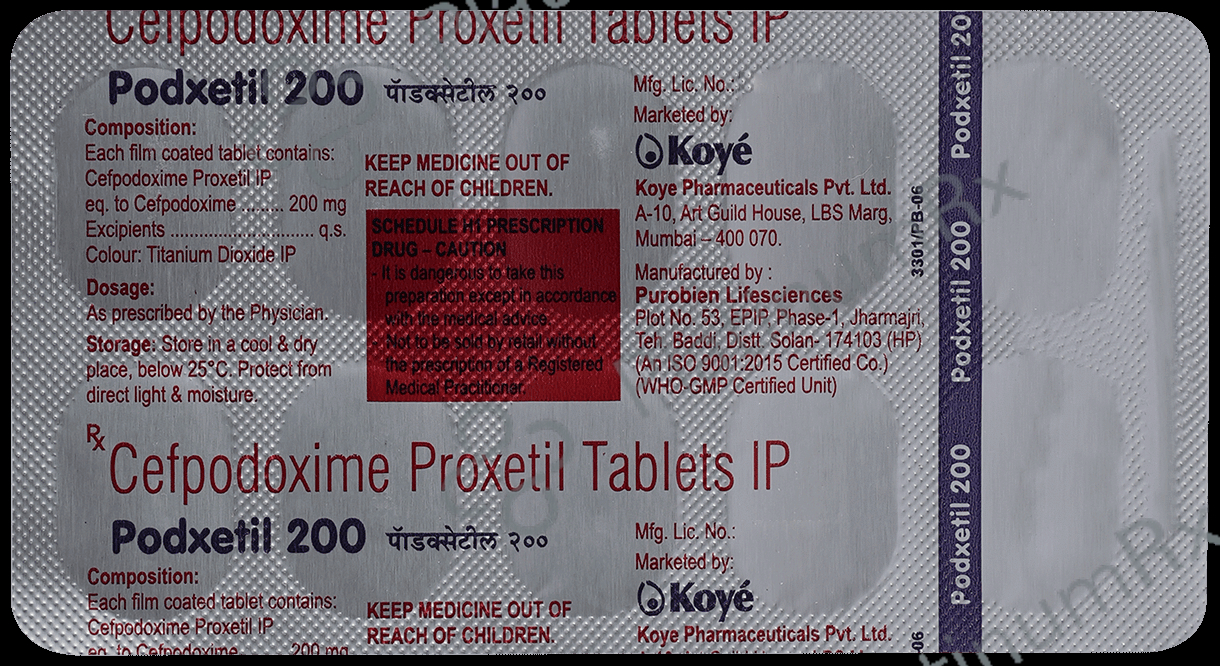 Cefpodoxime Proxetil Tablets IP
Podxetil 200 पॉडक्सेटील २००
Composition:
Each film coated tablet contains:
Cefpodoxime Proxetil IP
eq. to Cefpodoxime ........ 200 mg
Excipients ............................ q.s.
Colour: Titanium Dioxide IP
Dosage:
As prescribed by the Physician.
Storage: Store in a cool & dry
place, below 25°C. Protect from
direct light & moisture.
KEEP MEDICINE OUT OF
REACH OF CHILDREN.
SCHEDULE H1 PRESCRIPTION
DRUG – CAUTION
- It is dangerous to take this
preparation except in accordance
with the medical advice.
- Not to be sold by retail without
the prescription of a Registered
Medical Practitioner.
Mfg. Lic. No.:
Marketed by:
Koyé
Koye Pharmaceuticals Pvt. Ltd.
A-10, Art Guild House, LBS Marg,
Mumbai – 400 070.
Manufactured by :
Purobien Lifesciences
Plot No. 53, EPIP, Phase-1, Jharmajri,
Teh. Baddi, Distt. Solan- 174103 (HP)
(An ISO 9001:2015 Certified Co.)
(WHO-GMP Certified Unit)
3301/PB-06
Podxetil 20
Podxetil 200
Podxetil 200
Rx Cefpodoxime Proxetil Tablets IP
Podxetil 200 पॉडक्सेटील २००
Composition:
Each film coated tablet contains:
Cefpodoxime Proxetil IP
eq. to Cefpodoxime ........ 200 mg
KEEP MEDICINE OUT OF
REACH OF CHILDREN.
Mfg. Lic. No.:
Marketed by:
Koyé
Koye Pharmaceuticals Pvt. Ltd.
-06